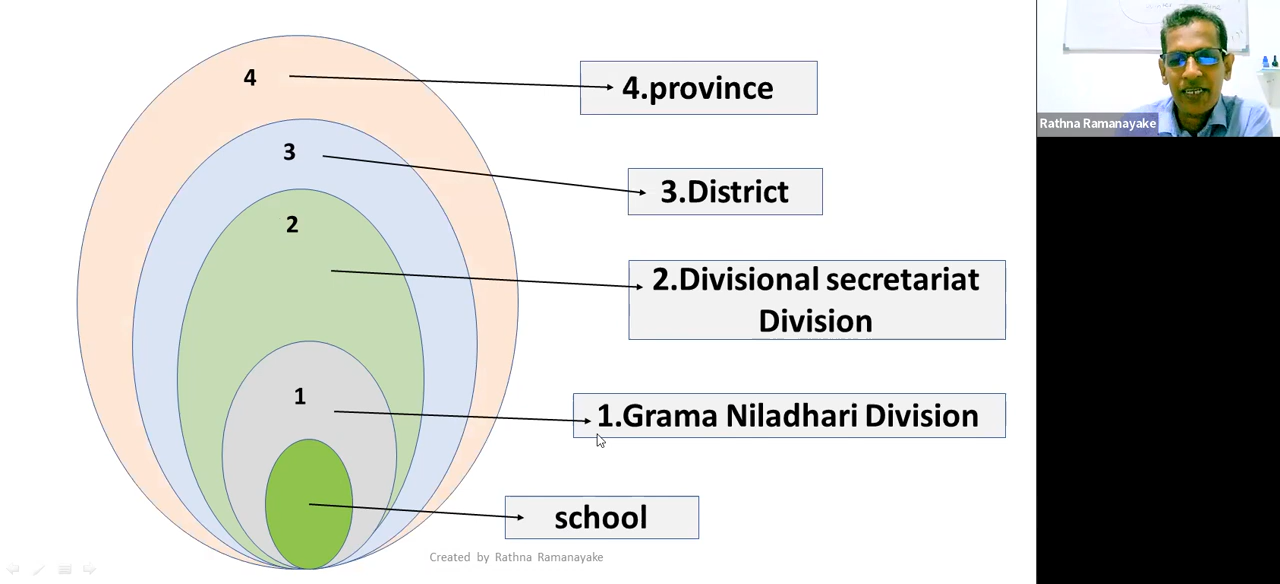 4
4.province
3
3.District
2
2.Divisional secretariat
Division
1
1.Grama Niladhari Division
school
Created by Rathna Ramanayake
Rathna Ramanayake